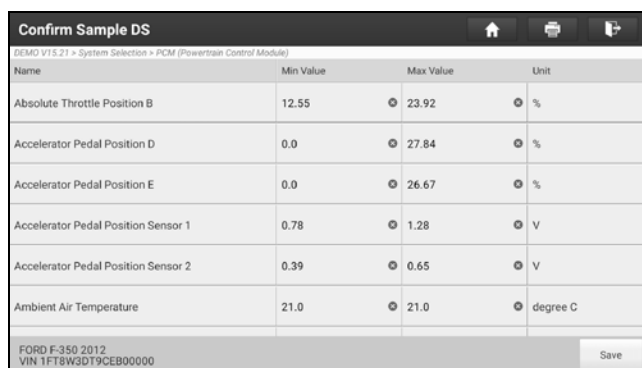 Confirm Sample DS
DEMO V15.21 > System Selection > PCM (Powertrain Control Module)
Name Min Value Max Value Unit
Absolute Throttle Position B 12.55 23.92 %
Accelerator Pedal Position D 0.0 27.84 %
Accelerator Pedal Position E 0.0 26.67 %
Accelerator Pedal Position Sensor 1 0.78 1.28 V
Accelerator Pedal Position Sensor 2 0.39 0.65 V
Ambient Air Temperature 21.0 21.0 degree C
FORD F-350 2012
VIN 1FT8W3DT9CEB00000
Save